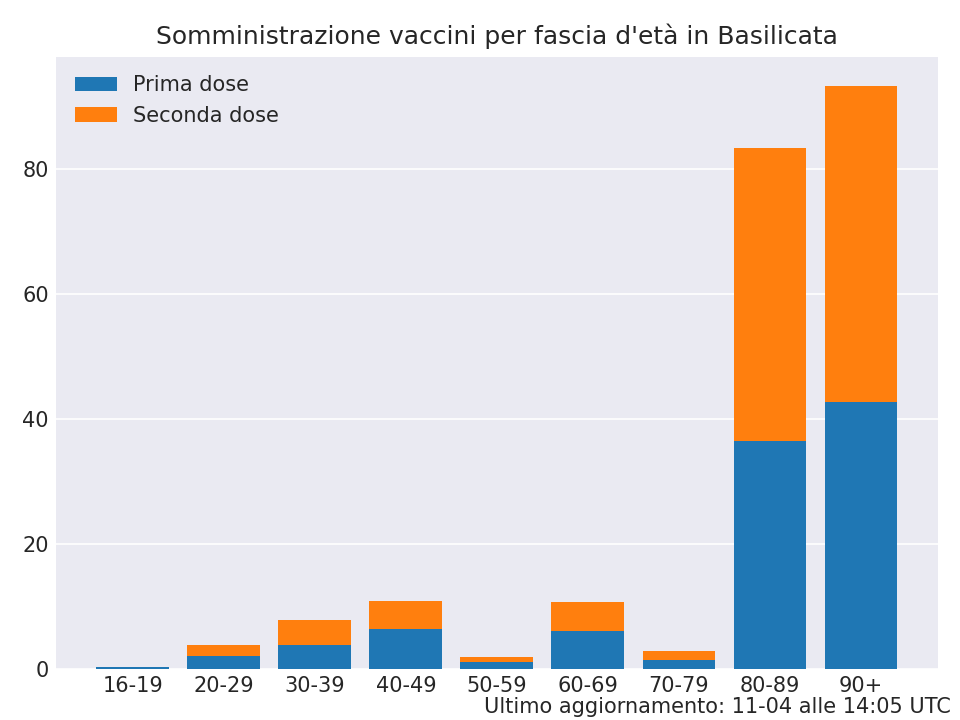 Somministrazione vaccini per fascia d'età in Basilicata
Prima dose
Seconda dose
80
60
40
20
0
16-19 20-29 30-39 40-49 50-59 60-69 70-79 80-89 90+
Ultimo aggiornamento: 11-04 alle 14:05 UTC